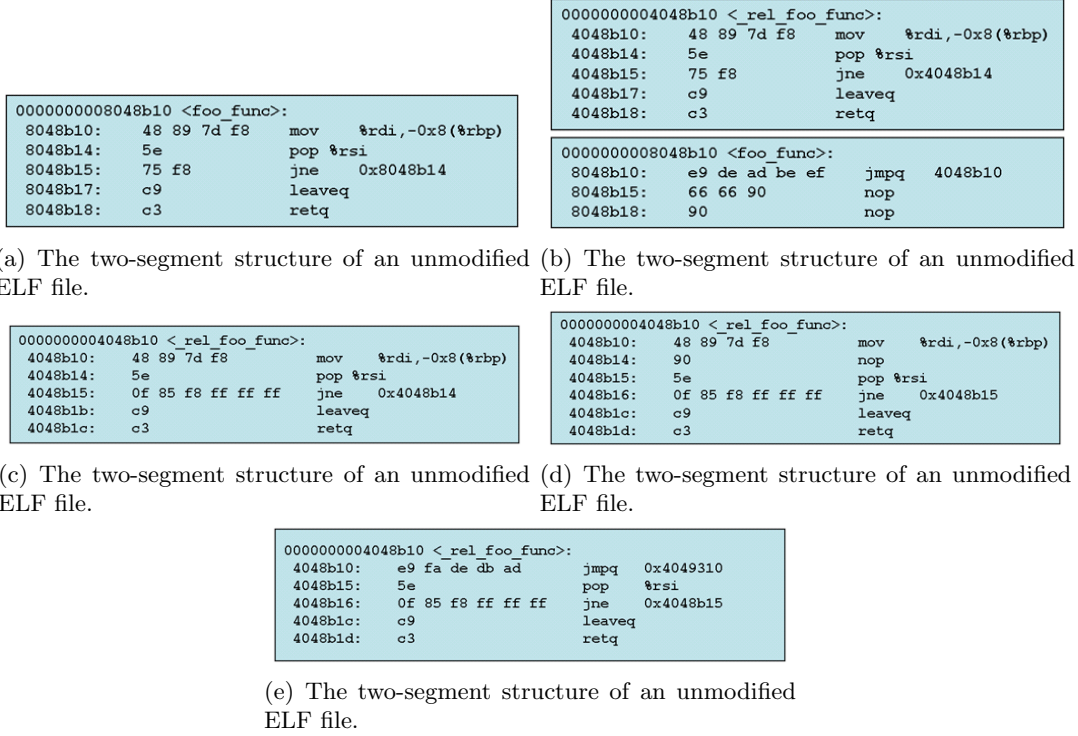 0000000008048b10 <foo_func>:
8048b10: 48 89 7d f8 mov %rdi,-0x8(%rbp)
8048b14: 5e pop %rsi
8048b15: 75 f8 jne 0x8048b14
8048b17: c9 leaveq
8048b18: c3 retq
(a) The two-segment structure of an unmodified
ELF file.
0000000004048b10 <_rel_foo_func>:
4048b10: 48 89 7d f8 mov %rdi,-0x8(%rbp)
4048b14: 5e pop %rsi
4048b15: 75 f8 jne 0x4048b14
4048b17: c9 leaveq
4048b18: c3 retq
0000000008048b10 <foo_func>:
8048b10: e9 de ad be ef jmpq 4048b10
8048b15: 66 66 90 nop
8048b18: 90 nop
(b) The two-segment structure of an unmodified
ELF file.
0000000004048b10 <_rel_foo_func>:
4048b10: 48 89 7d f8 mov %rdi,-0x8(%rbp)
4048b14: 5e pop %rsi
4048b15: 0f 85 f8 ff ff ff jne 0x4048b14
4048b1b: c9 leaveq
4048b1c: c3 retq
(c) The two-segment structure of an unmodified
ELF file.
0000000004048b10 <_rel_foo_func>:
4048b10: 48 89 7d f8 mov %rdi,-0x8(%rbp)
4048b14: 90 nop
4048b15: 5e pop %rsi
4048b16: 0f 85 f8 ff ff ff jne 0x4048b15
4048b1c: c9 leaveq
4048b1d: c3 retq
(d) The two-segment structure of an unmodified
ELF file.
0000000004048b10 <_rel_foo_func>:
4048b10: e9 fa de db ad jmpq 0x4049310
4048b15: 5e pop %rsi
4048b16: 0f 85 f8 ff ff ff jne 0x4048b15
4048b1c: c9 leaveq
4048b1d: c3 retq
(e) The two-segment structure of an unmodified
ELF file.